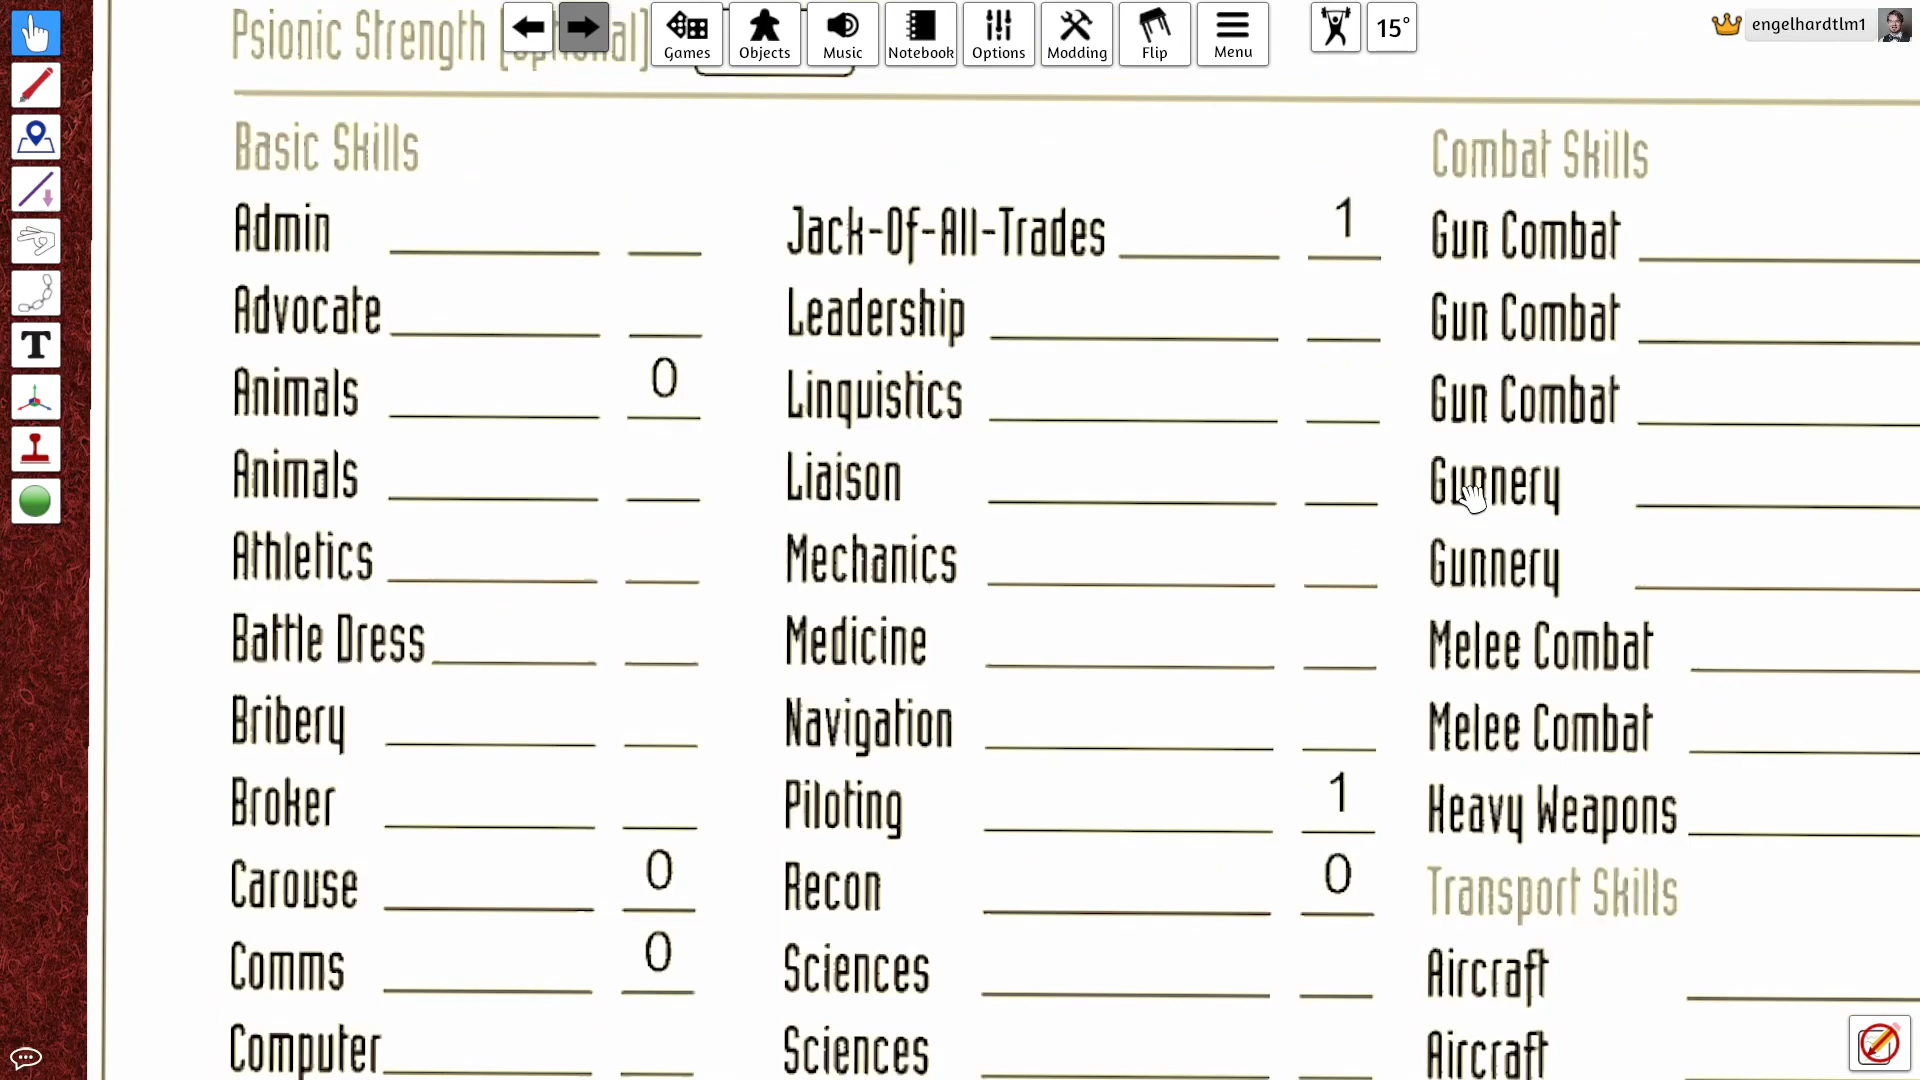 Psionic Strength (Optional)
Games
Objects
Music
Notebook
Options
Modding
Flip
Menu
15°
engelhardtlm1
Basic Skills
Admin
Advocate
Animals 0
Animals
Athletics
Battle Dress
Bribery
Broker
Carouse 0
Comms 0
Computer
Jack-Of-All-Trades 1
Leadership
Linquistics
Liaison
Mechanics
Medicine
Navigation
Piloting 1
Recon 0
Sciences
Sciences
Combat Skills
Gun Combat
Gun Combat
Gun Combat
Gunnery
Gunnery
Melee Combat
Melee Combat
Heavy Weapons
Transport Skills
Aircraft
Aircraft